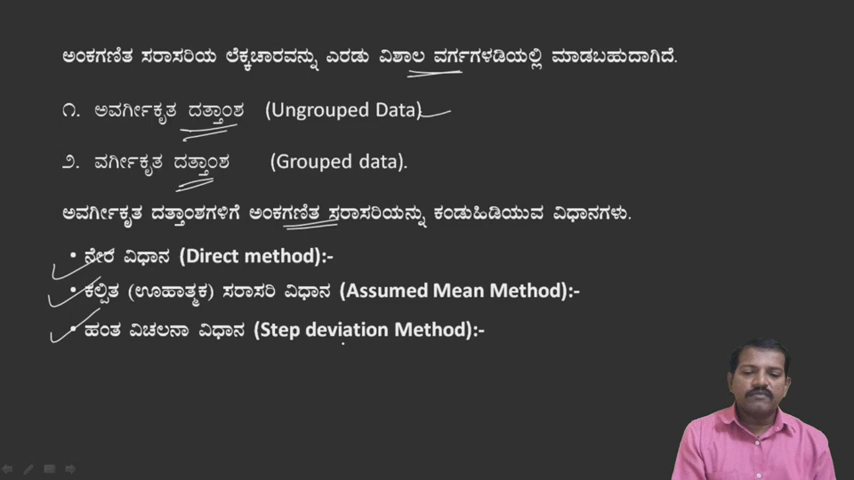 ಅಂಕಗಣಿತ ಸರಾಸರಿಯ ಲೆಕ್ಕಚಾರವನ್ನು ಎರಡು ವಿಶಾಲ ವರ್ಗಗಳಡಿಯಲ್ಲಿ ಮಾಡಬಹುದಾಗಿದೆ.
೧. ಅವರ್ಗೀಕೃತ ದತ್ತಾಂಶ (Ungrouped Data)
೨. ವರ್ಗೀಕೃತ ದತ್ತಾಂಶ (Grouped data).
ಅವರ್ಗೀಕೃತ ದತ್ತಾಂಶಗಳಿಗೆ ಅಂಕಗಣಿತ ಸರಾಸರಿಯನ್ನು ಕಂಡುಹಿಡಿಯುವ ವಿಧಾನಗಳು.
• ನೇರ ವಿಧಾನ (Direct method):-
• ಕಲ್ಪಿತ (ಊಹಾತ್ಮಕ) ಸರಾಸರಿ ವಿಧಾನ (Assumed Mean Method):-
• ಹಂತ ವಿಚಲನಾ ವಿಧಾನ (Step deviation Method):-